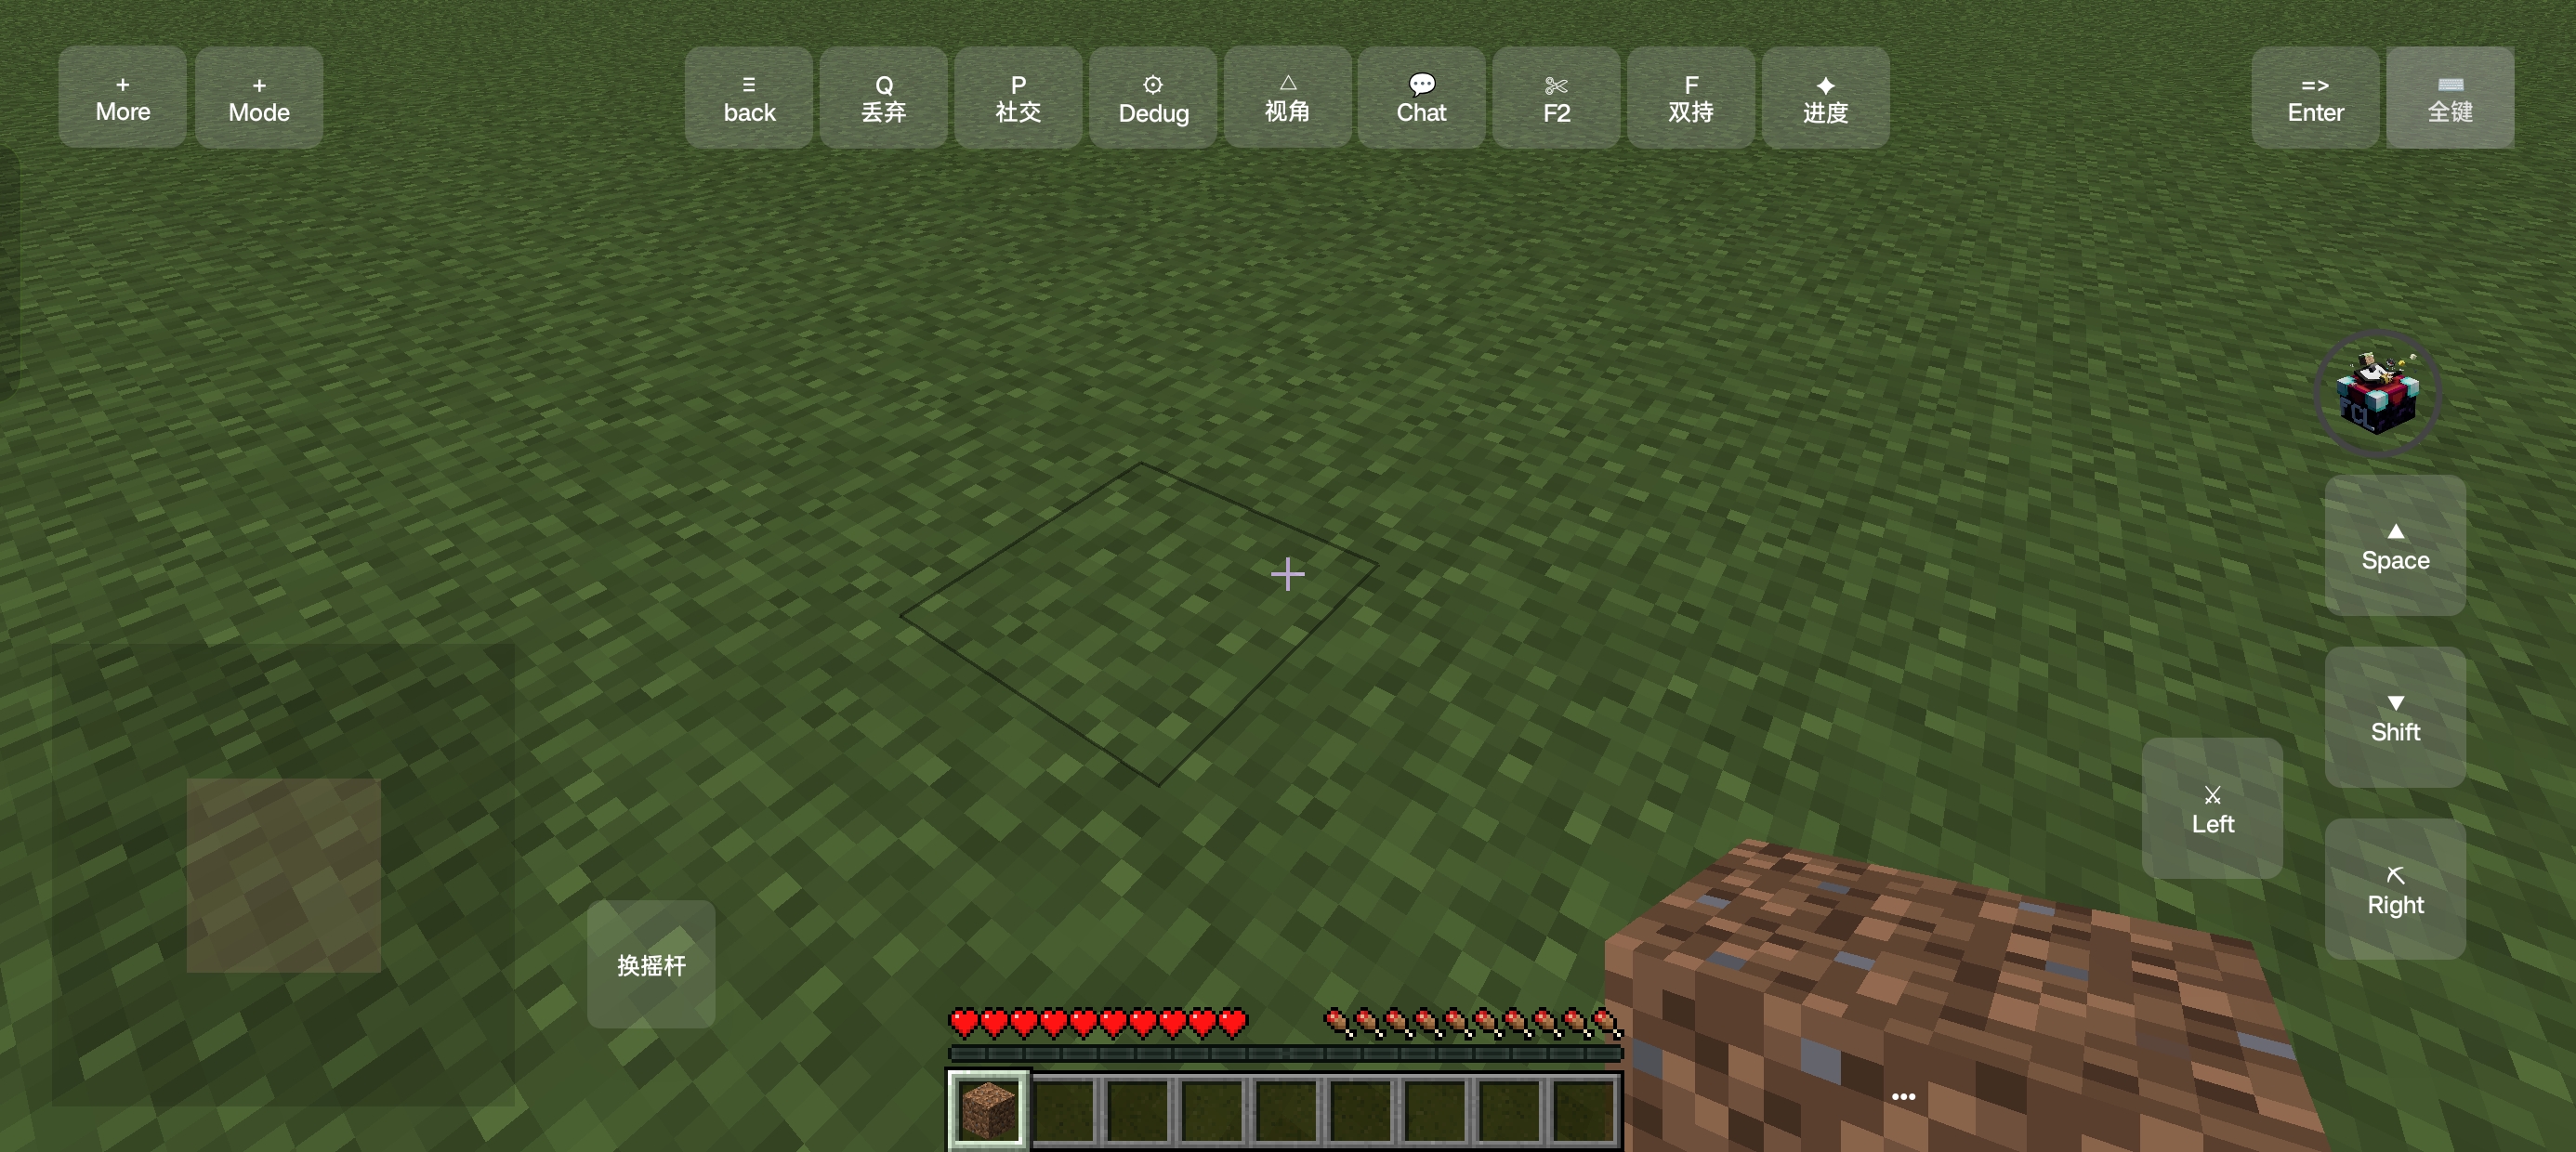 +
More
+
Mode
☰
back
Q
丢弃
P
社交
Dedug
△
视角
Chat
✄
F2
F
双持
✦
进度
=>
Enter
全键
FCL
▲
Space
▼
Shift
⚔
Left
⛏
Right
换摇杆
•••